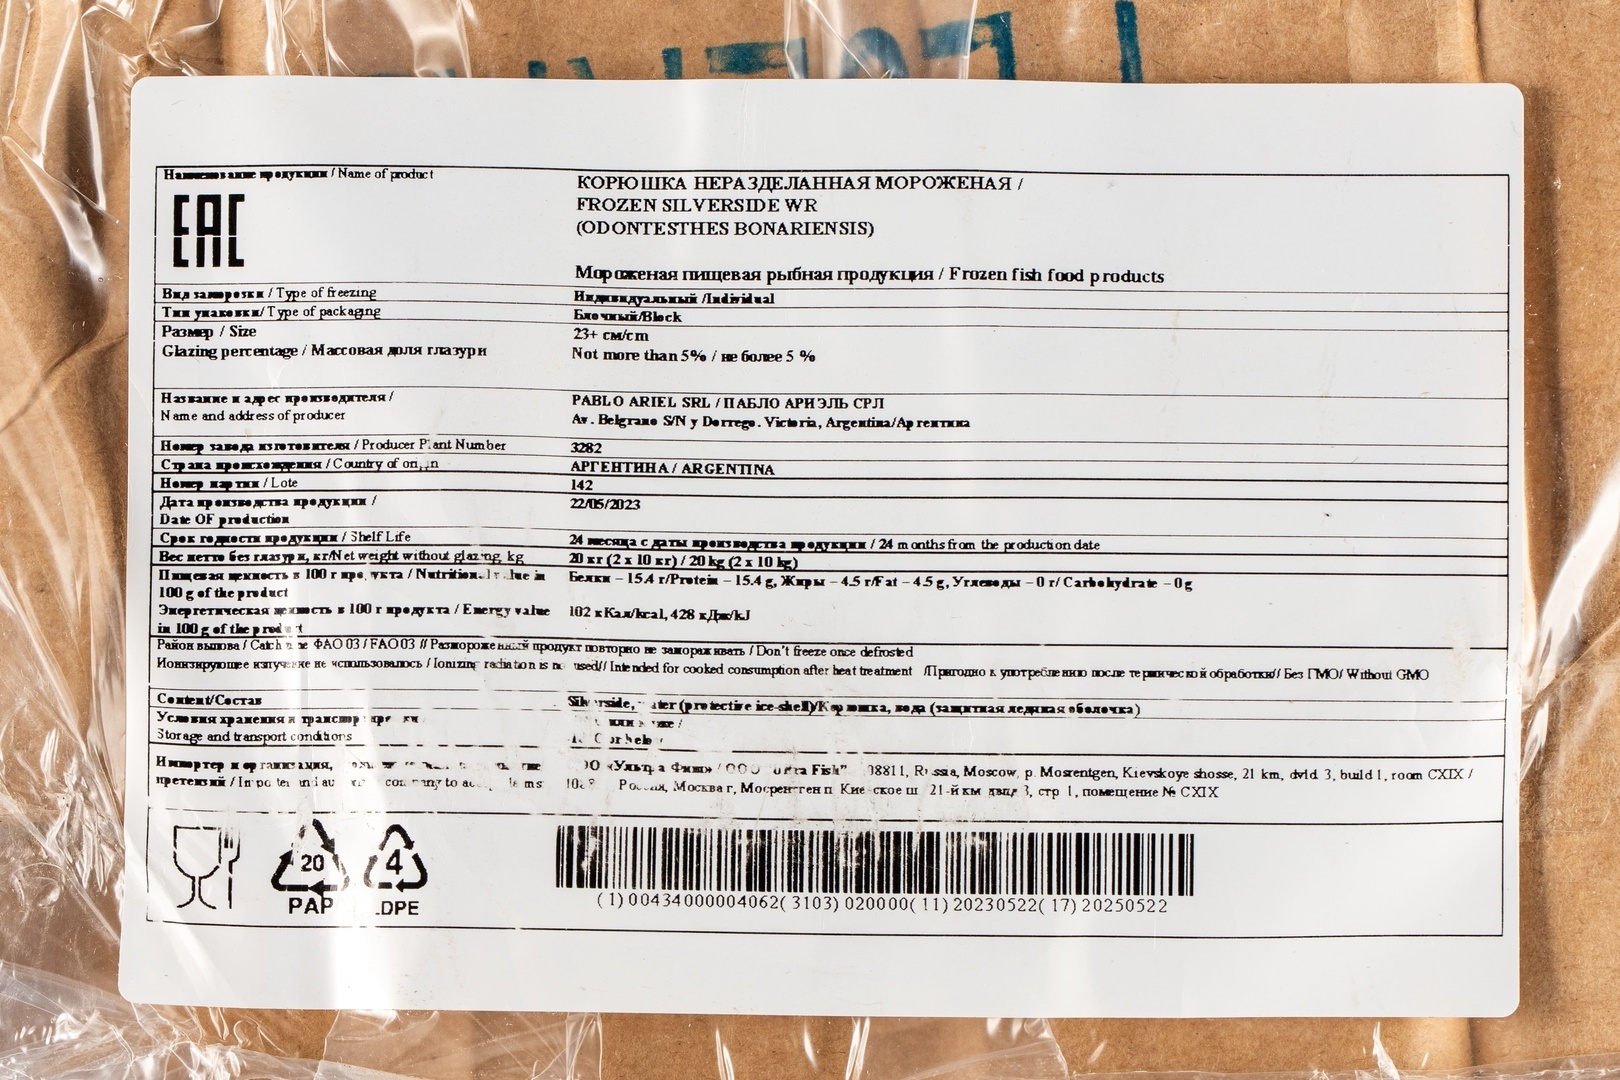 Наименование продукции / Name of product
EAC
КОРЮШКА НЕРАЗДЕЛАННАЯ МОРОЖЕНАЯ /
FROZEN SILVERSIDE WR
(ODONTESTHES BONARIENSIS)
Мороженая пищевая рыбная продукция / Frozen fish food products
Вид заморозки / Type of freezing
Индивидуальный /Individual
Тип упаковки/ Type of packaging
Блочный/Block
Размер / Size
23+ см/cm
Glazing percentage / Массовая доля глазури
Not more than 5% / не более 5 %
Название и адрес производителя /
Name and address of producer
PABLO ARIEL SRL / ПАБЛО АРИЭЛЬ СРЛ
Av. Belgrano S/N y Dorrego. Victoria, Argentina/Аргентина
Номер завода изготовителя / Producer Plant Number
3282
Страна происхождения / Country of origin
АРГЕНТИНА / ARGENTINA
Номер партии / Lote
142
Дата производства продукции /
Date OF production
22/05/2023
Срок годности продукции / Shelf Life
24 месяца с даты производства продукции / 24 months from the production date
Вес нетто без глазури, кг/Net weight without glazing, kg
20 кг (2 x 10 кг) / 20 kg (2 x 10 kg)
Пищевая ценность в 100 г продукта / Nutritional value in
100 g of the product
Белки – 15.4 г/Protein – 15.4 g, Жиры – 4.5 г/Fat – 4.5 g, Углеводы – 0 г/ Carbohydrate – 0 g
Энергетическая ценность в 100 г продукта / Energy value
in 100 g of the product
102 кКал/kcal, 428 кДж/kJ
Район вылова / Catch ФАО 03 / FAO 03 // Размороженный продукт повторно не замораживать / Don't freeze once defrosted
Ионизирующее излучение не использовалось / Ionizing radiation is not used// Intended for cooked consumption after heat treatment /Пригодно к употреблению после термической обработки// Без ГМО/ Without GMO
Content/Состав
Silverside, water (protective ice-shell)/Корюшка, вода (защитная ледяная оболочка)
Условия хранения и
Storage and transport conditions
или ниже /
C or below
Импортер и организация,
ООО «Ультра Фиш» / ООО "Ultra Fish" Russia, Moscow, p. Mosrentgen, Kievskoye shosse, 21 km, dvld 3, build 1, room CXIX /
претензий / company to
Россия, Москва г, Мосрентген п Киевское ш 21-й км двлд 3, стр 1, помещение № CXIX
20
PAP
4
LDPE
(1)00434000004062(3103)020000(11)20230522(17)20250522